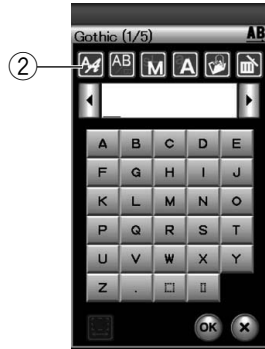 Gothic (1/5) AB
2 A AB M A
A B C D E
F G H I J
K L M N O
P Q R S T
U V W X Y
Z .
OK X